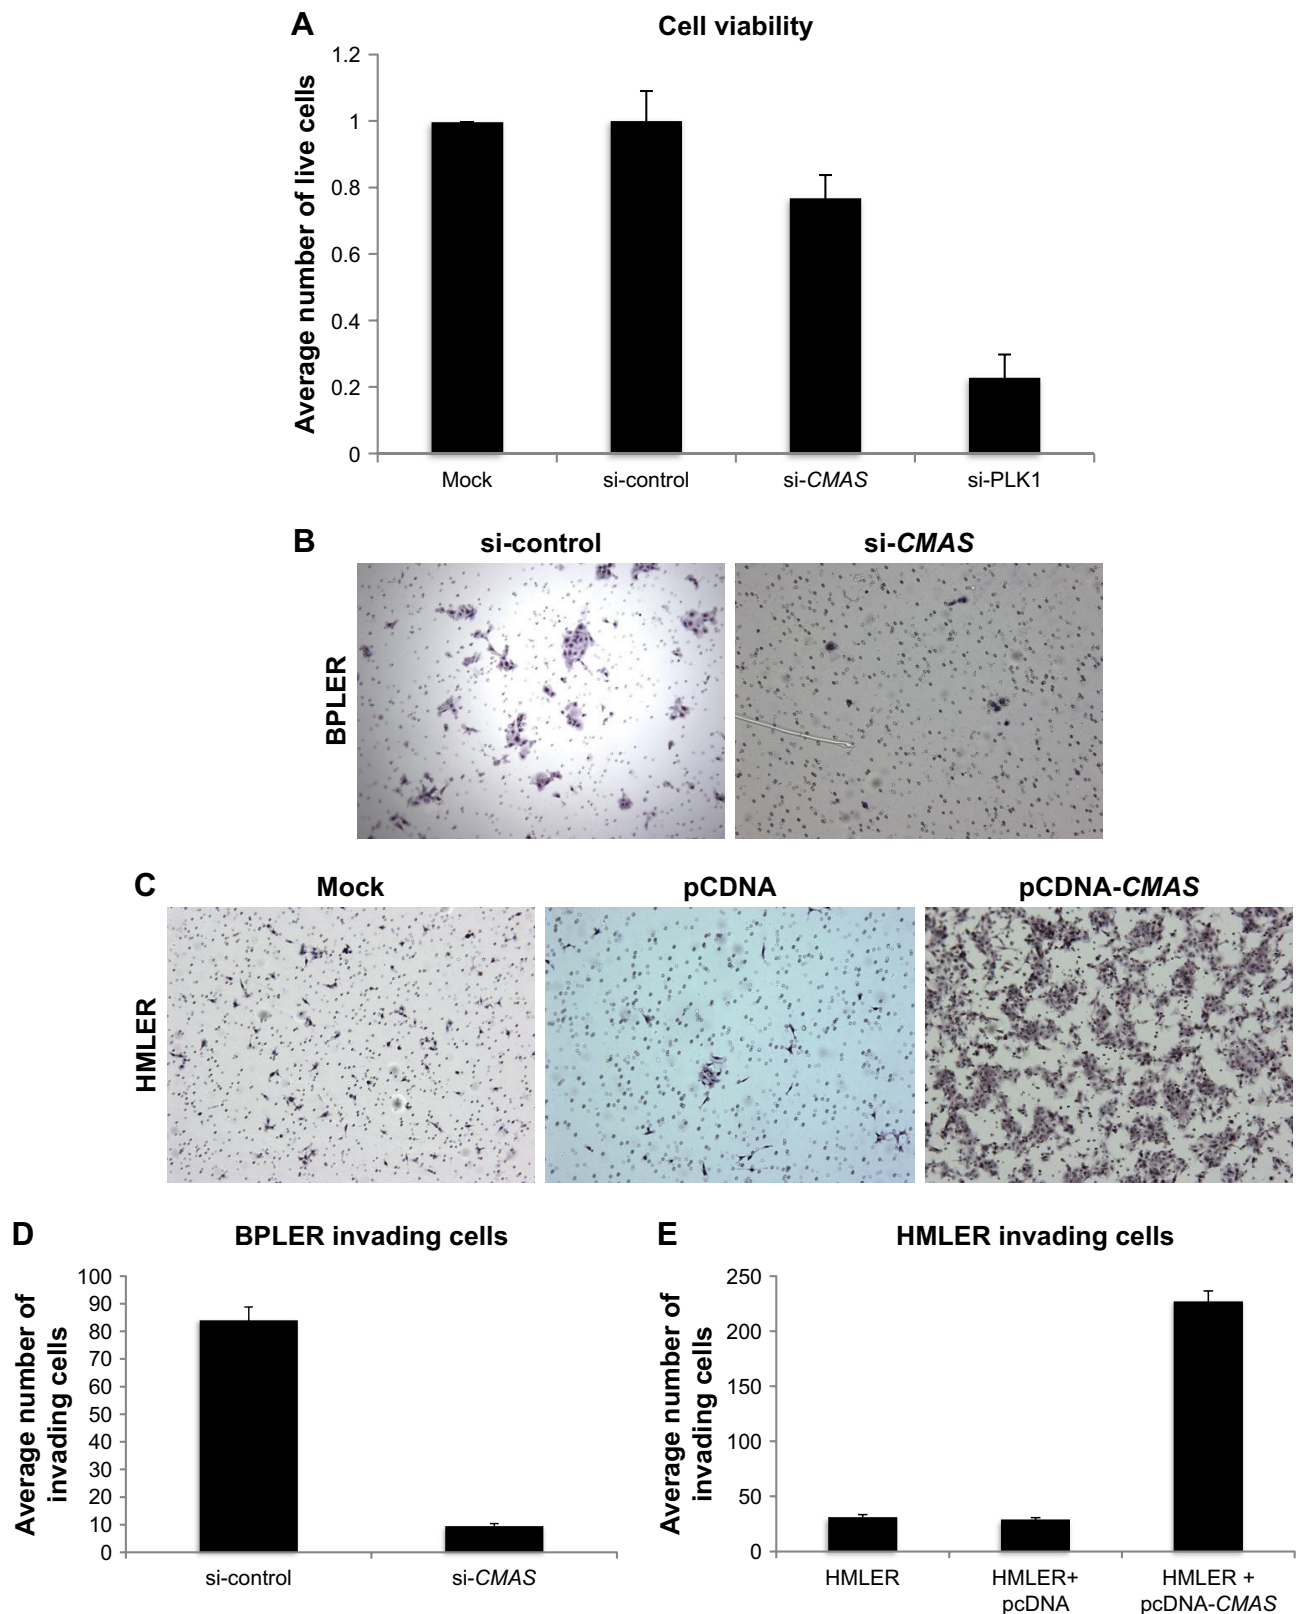 A
Cell viability
Average number of live cells
1.2
1
0.8
0.6
0.4
0.2
0
Mock
si-control
si-CMAS
si-PLK1
B
si-control
si-CMAS
BPLER
C
Mock
pCDNA
pCDNA-CMAS
HMLER
D
BPLER invading cells
Average number of
invading cells
100
90
80
70
60
50
40
30
20
10
0
si-control
si-CMAS
E
HMLER invading cells
Average number of
invading cells
250
200
150
100
50
0
HMLER
HMLER+
pcDNA
HMLER +
pcDNA-CMAS